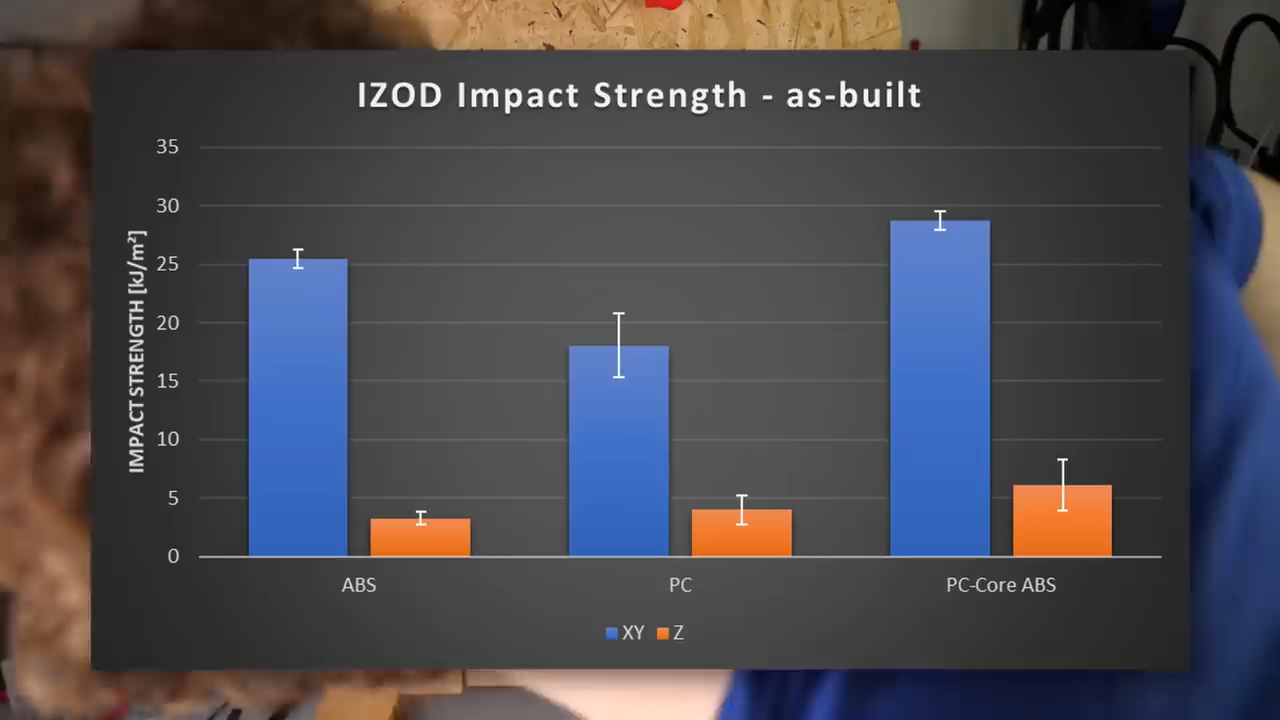 IZOD Impact Strength - as-built
IMPACT STRENGTH [kJ/m²]
35
30
25
20
15
10
5
0
ABS
PC
PC-Core ABS
XY
Z